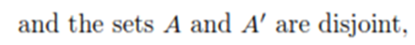 and the sets A and A′ are disjoint,